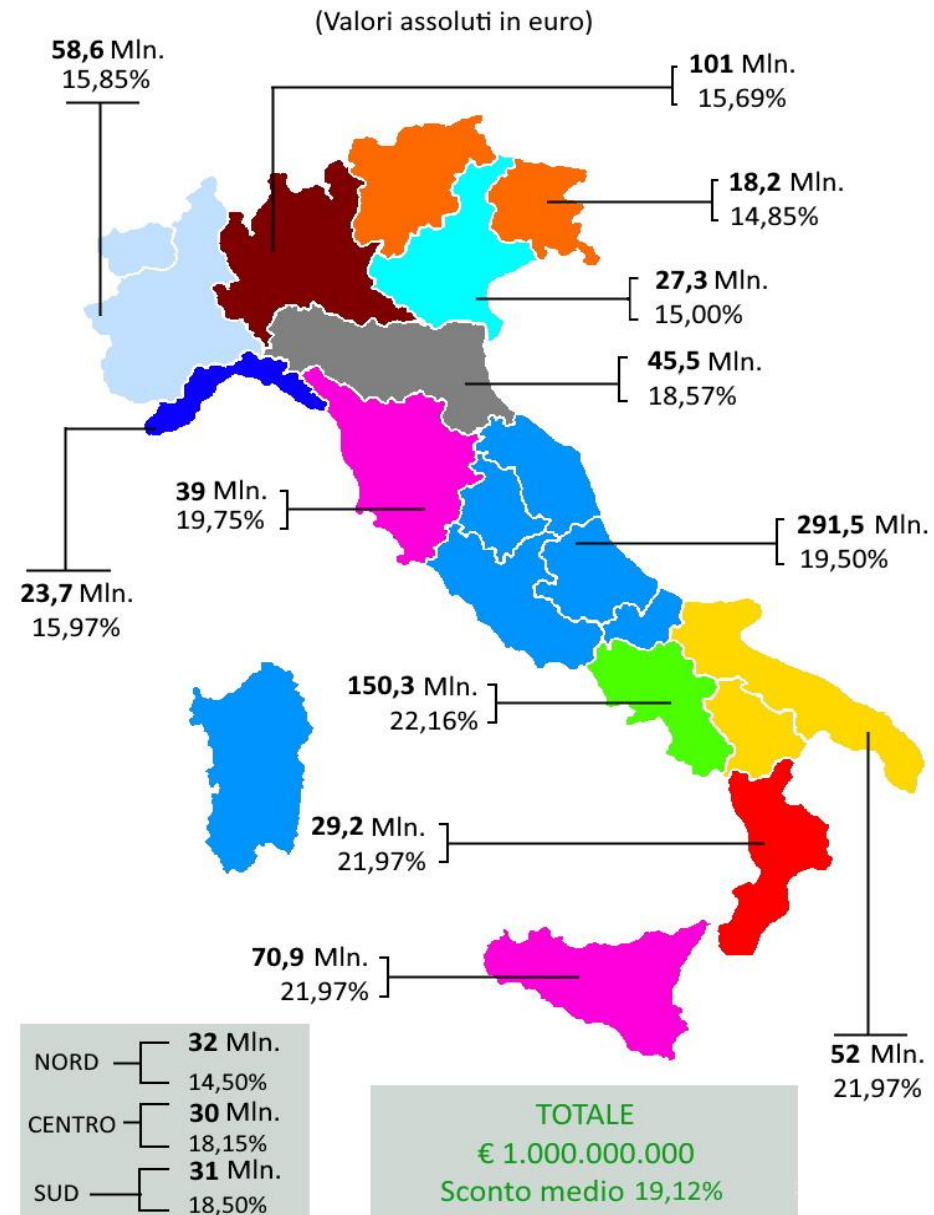 (Valori assoluti in euro)
58,6 Mln.
15,85%
101 Mln.
15,69%
18,2 Mln.
14,85%
27,3 Mln.
15,00%
45,5 Mln.
18,57%
39 Mln.
19,75%
291,5 Mln.
19,50%
23,7 Mln.
15,97%
150,3 Mln.
22,16%
29,2 Mln.
21,97%
70,9 Mln.
21,97%
52 Mln.
21,97%
NORD
32 Mln.
14,50%
CENTRO
30 Mln.
18,15%
SUD
31 Mln.
18,50%
TOTALE
€ 1.000.000.000
Sconto medio 19,12%